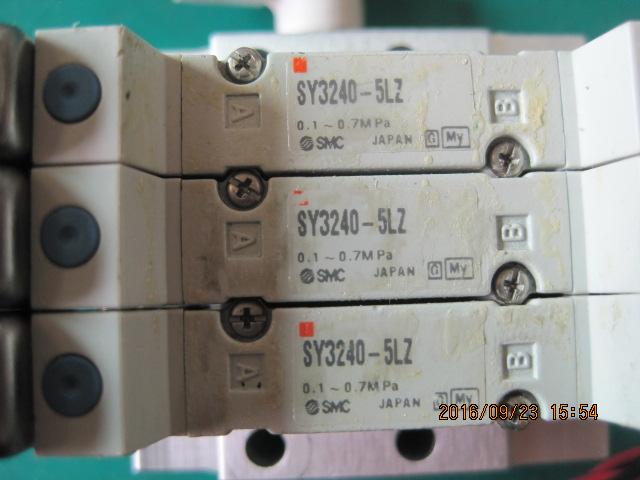 SY3240-5LZ
A
B
0.1~0.7MPa
SMC JAPAN G My
SY3240-5LZ
A
B
0.1~0.7MPa
SMC JAPAN G My
SY3240-5LZ
A
B
0.1~0.7MPa
SMC JAPAN My
2016/09/23 15:54